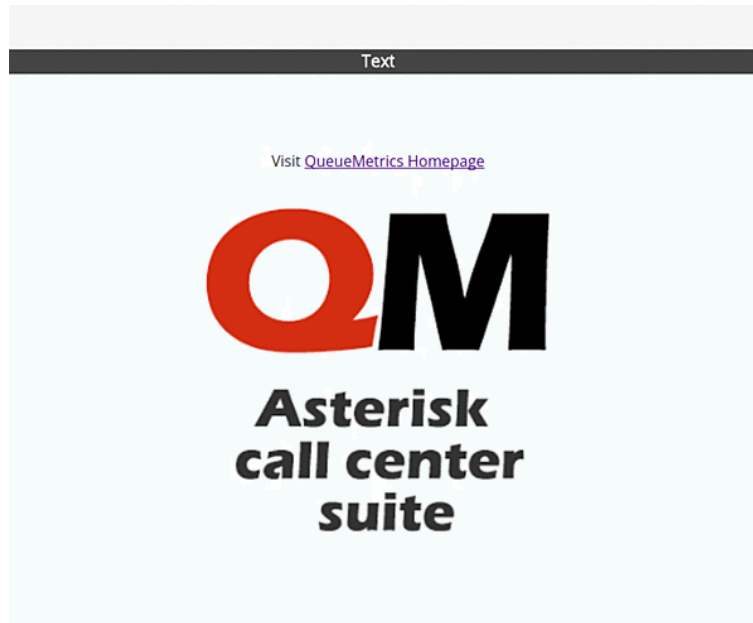 Text
Visit QueueMetrics Homepage
QM
Asterisk
call center
suite